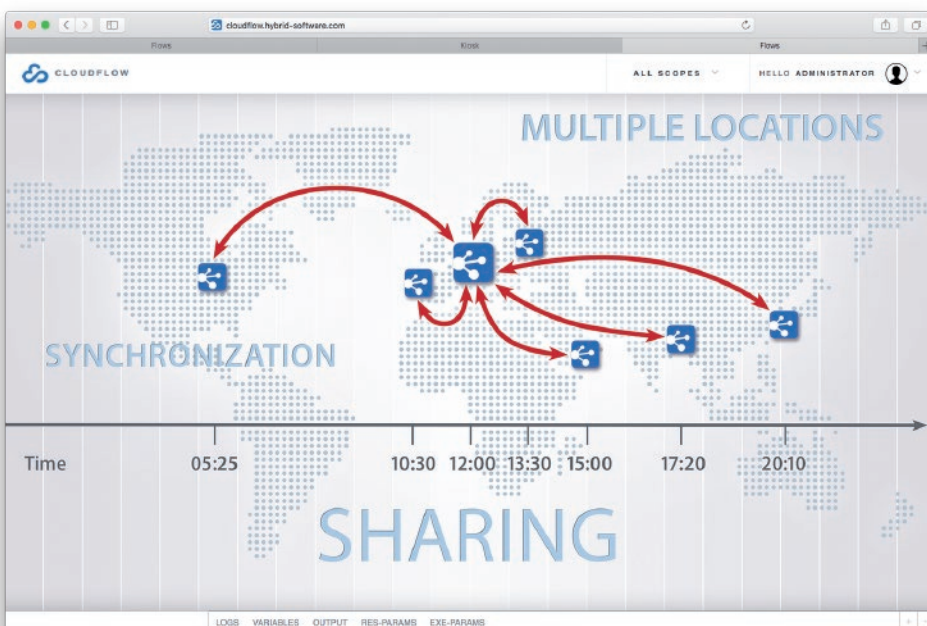 cloudflow.hybrid-software.com
Flows Kiosk Flows
CLOUDFLOW ALL SCOPES HELLO ADMINISTRATOR
MULTIPLE LOCATIONS
SYNCHRONIZATION
Time 05:25 10:30 12:00 13:30 15:00 17:20 20:10
SHARING
LOGS VARIABLES OUTPUT RES-PARAMS EXE-PARAMS